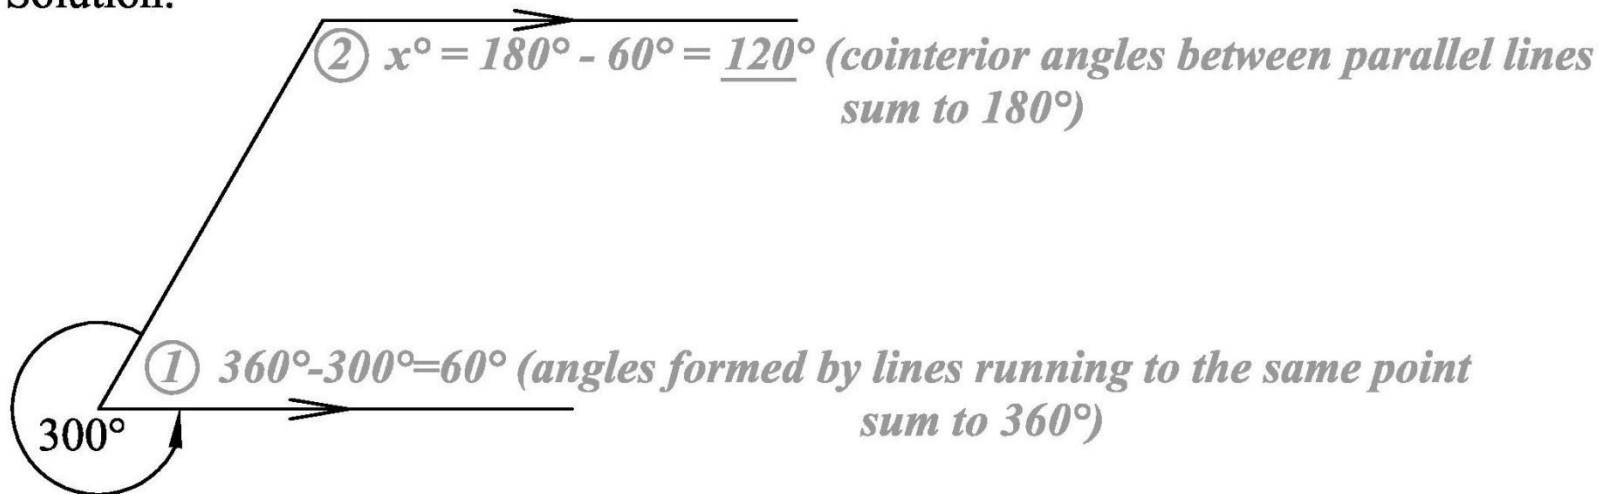 Solution:
② x° = 180° - 60° = 120° (cointerior angles between parallel lines
sum to 180°)
① 360°-300°=60° (angles formed by lines running to the same point
sum to 360°)
300°